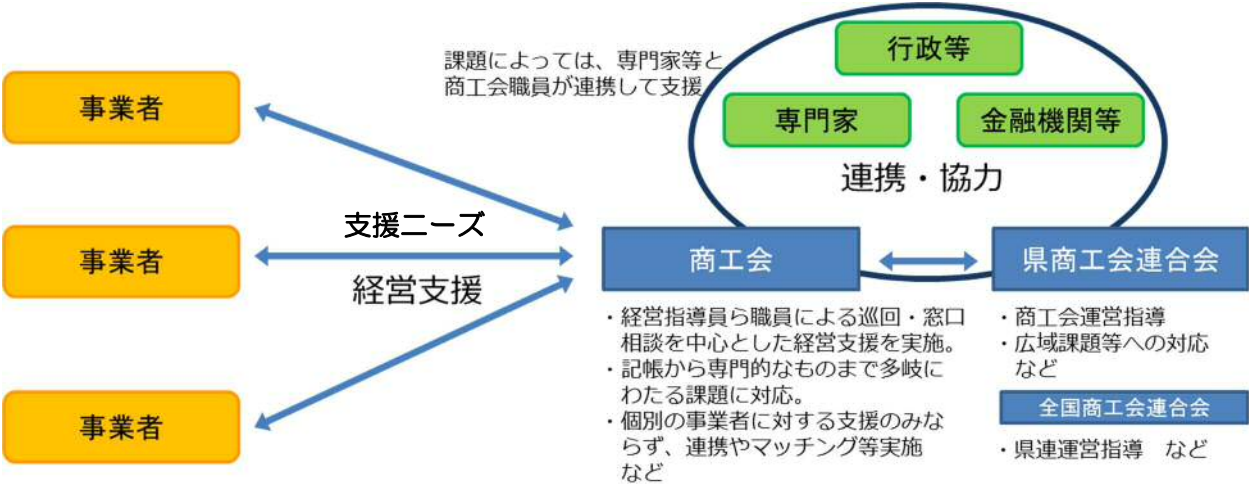 課題によっては、専門家等と
商工会職員が連携して支援
行政等
専門家
金融機関等
連携・協力
事業者
事業者
事業者
支援ニーズ
経営支援
商工会
県商工会連合会
・経営指導員ら職員による巡回・窓口
相談を中心とした経営支援を実施。
・記帳から専門的なものまで多岐に
わたる課題に対応。
・個別の事業者に対する支援のみな
らず、連携やマッチング等実施
など
・商工会運営指導
・広域課題等への対応
など
全国商工会連合会
・県連運営指導　など